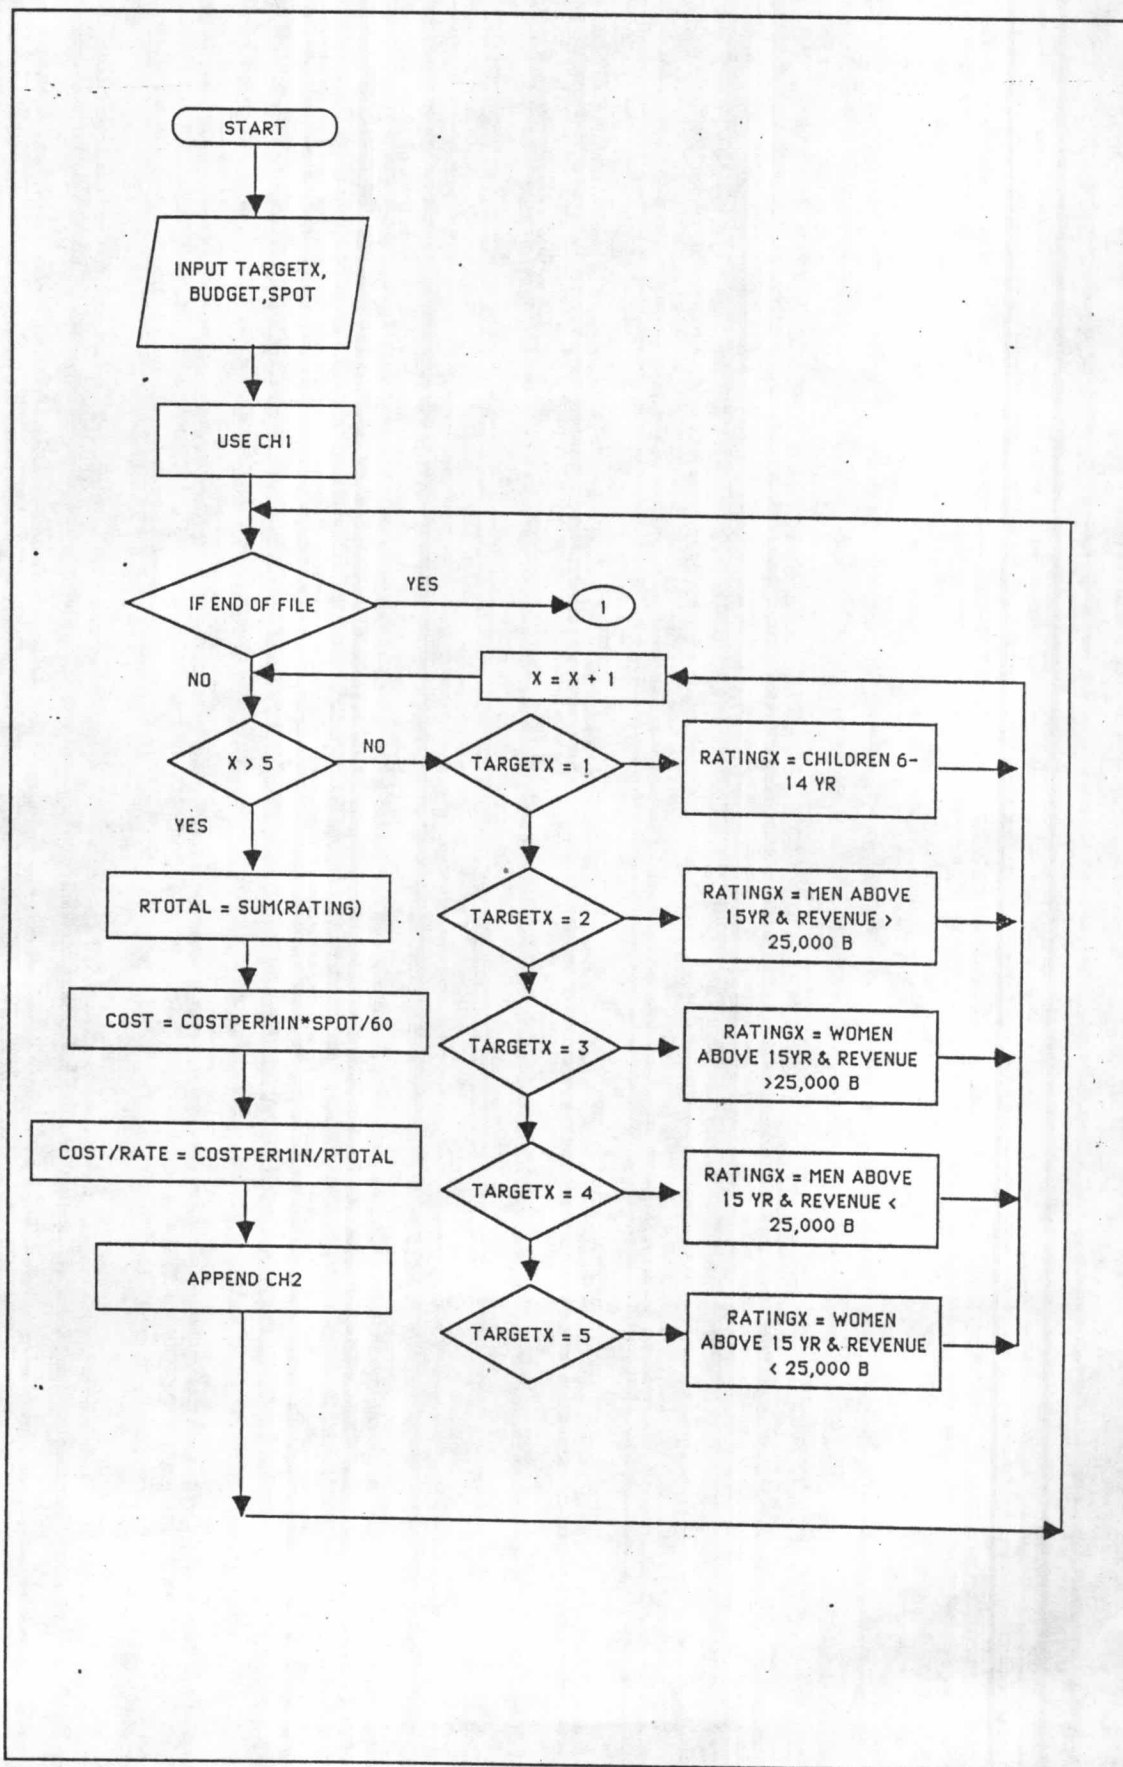 START
INPUT TARGETX,
BUDGET,SPOT
USE CH1
IF END OF FILE
YES
1
NO
X = X + 1
X > 5
NO
TARGETX = 1
RATINGX = CHILDREN 6-
14 YR
YES
RTOTAL = SUM(RATING)
TARGETX = 2
RATINGX = MEN ABOVE
15YR & REVENUE >
25,000 B
COST = COSTPERMIN*SPOT/60
TARGETX = 3
RATINGX = WOMEN
ABOVE 15YR & REVENUE
>25,000 B
COST/RATE = COSTPERMIN/RTOTAL
TARGETX = 4
RATINGX = MEN ABOVE
15 YR & REVENUE <
25,000 B
APPEND CH2
TARGETX = 5
RATINGX = WOMEN
ABOVE 15 YR & REVENUE
< 25,000 B